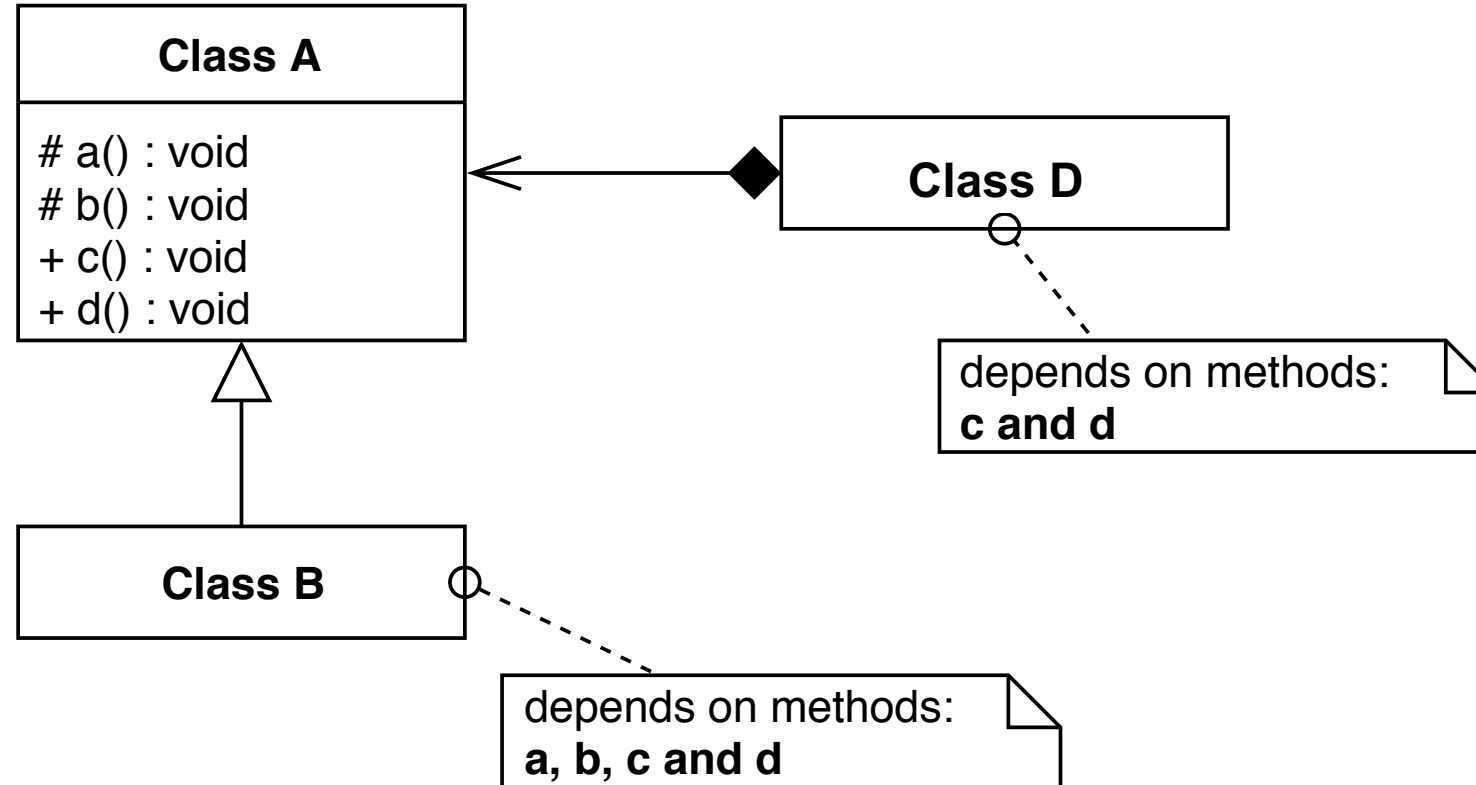 Class A
# a() : void
# b() : void
+ c() : void
+ d() : void
Class D
depends on methods:
c and d
Class B
depends on methods:
a, b, c and d